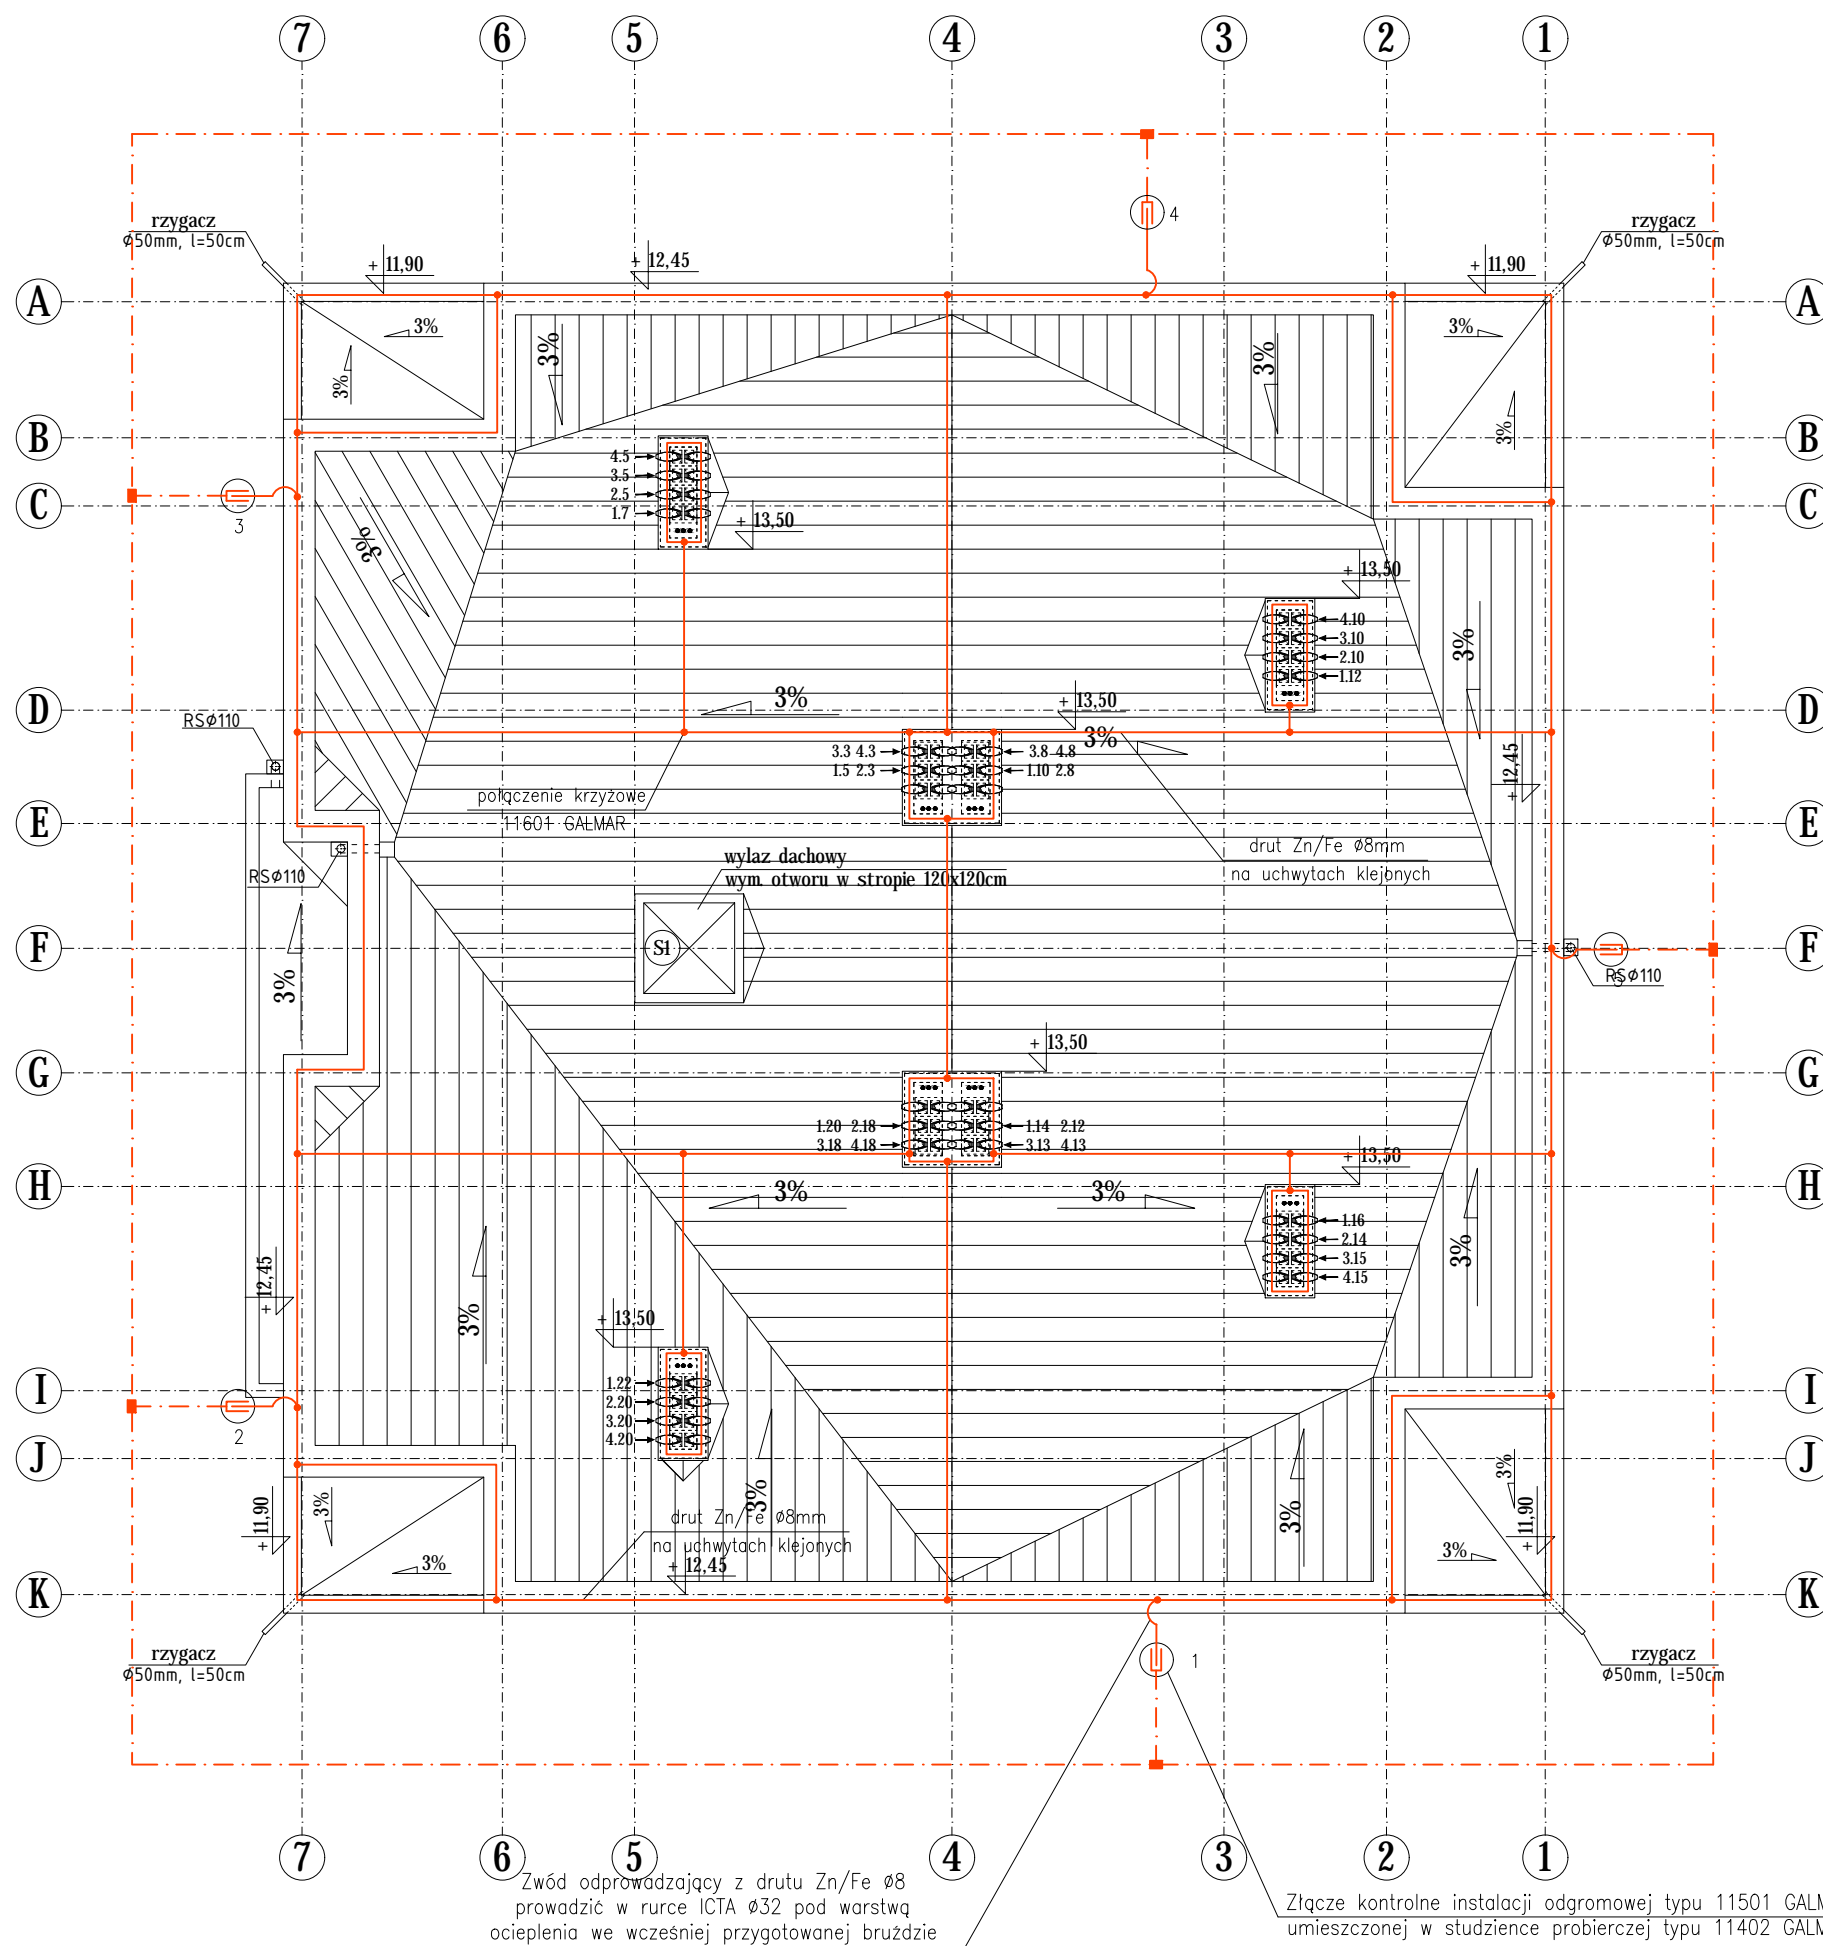 7 6 5 4 3 2 1
4
rzygacz
Ø50mm, l=50cm
rzygacz
Ø50mm, l=50cm
+ 11,90
+ 12,45
+ 11,90
A A
3% 3%
3% 3%
3% 3%
B B
4.5
3.5
2.5
1.7
C C
3
+ 13,50
3%
+ 13,50
4.10
3.10
2.10
1.12
3%
D D
RSØ110
3%
+ 13,50
3%
3.3 4.3
3.8 4.8
1.5 2.3
1.10 2.8
+ 12,45
połączenie krzyżowe
11601 GALMAR
E E
drut Zn/Fe Ø8mm
na uchwytach klejonych
RSØ110
wylaz dachowy
wym. otworu w stropie 120x120cm
F F
S1
3%
RSØ110
5
+ 13,50
G G
1.20 2.18
1.14 2.12
3.18 4.18
3.13 4.13
+ 13,50
H H
3% 3%
1.16
2.14
3.15
4.15
3%
+ 12,45
3%
+ 13,50
I I
1.22
2.20
3.20
4.20
2
J J
3%
3%
3%
3%
+ 11,90
+ 11,90
drut Zn/Fe Ø8mm
na uchwytach klejonych
+ 12,45
3%
3%
K K
rzygacz
Ø50mm, l=50cm
rzygacz
Ø50mm, l=50cm
1
7 6 5 4 3 2 1
Zwód odprowadzający z drutu Zn/Fe Ø8
prowadzić w rurce ICTA Ø32 pod warstwą
ocieplenia we wcześniej przygotowanej bruździe
Złącze kontrolne instalacji odgromowej typu 11501 GALM
umieszczonej w studzience probierczej typu 11402 GALM